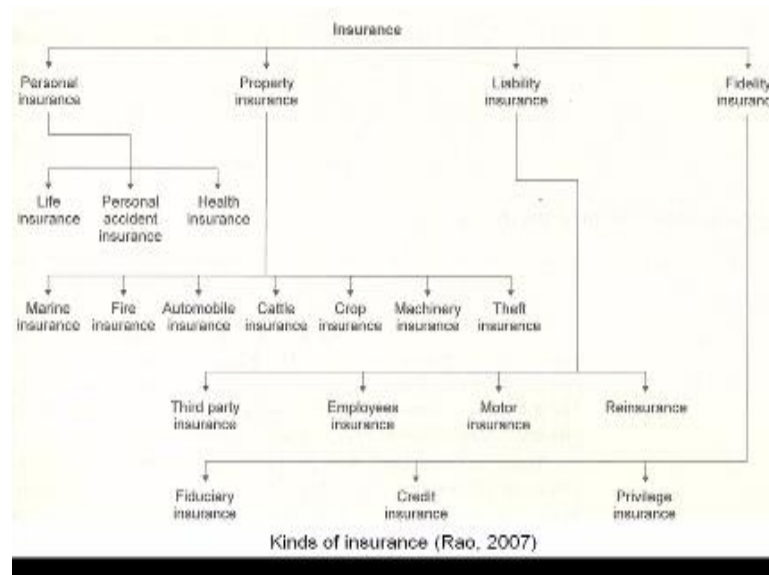 Insurance
Personal Property Liability Fidelity
insurance insurance insurance insuranc
Life Personal Health
insurance accident insurance
insurance
Marine Fire Automobile Cattle Crop Machinery Theft
insurance insurance insurance insurance insurance insurance insurance
Third party Employees Motor Reinsurance
insurance insurance insurance
Fiduciary Credit Privilege
insurance insurance insurance
Kinds of insurance (Rao, 2007)